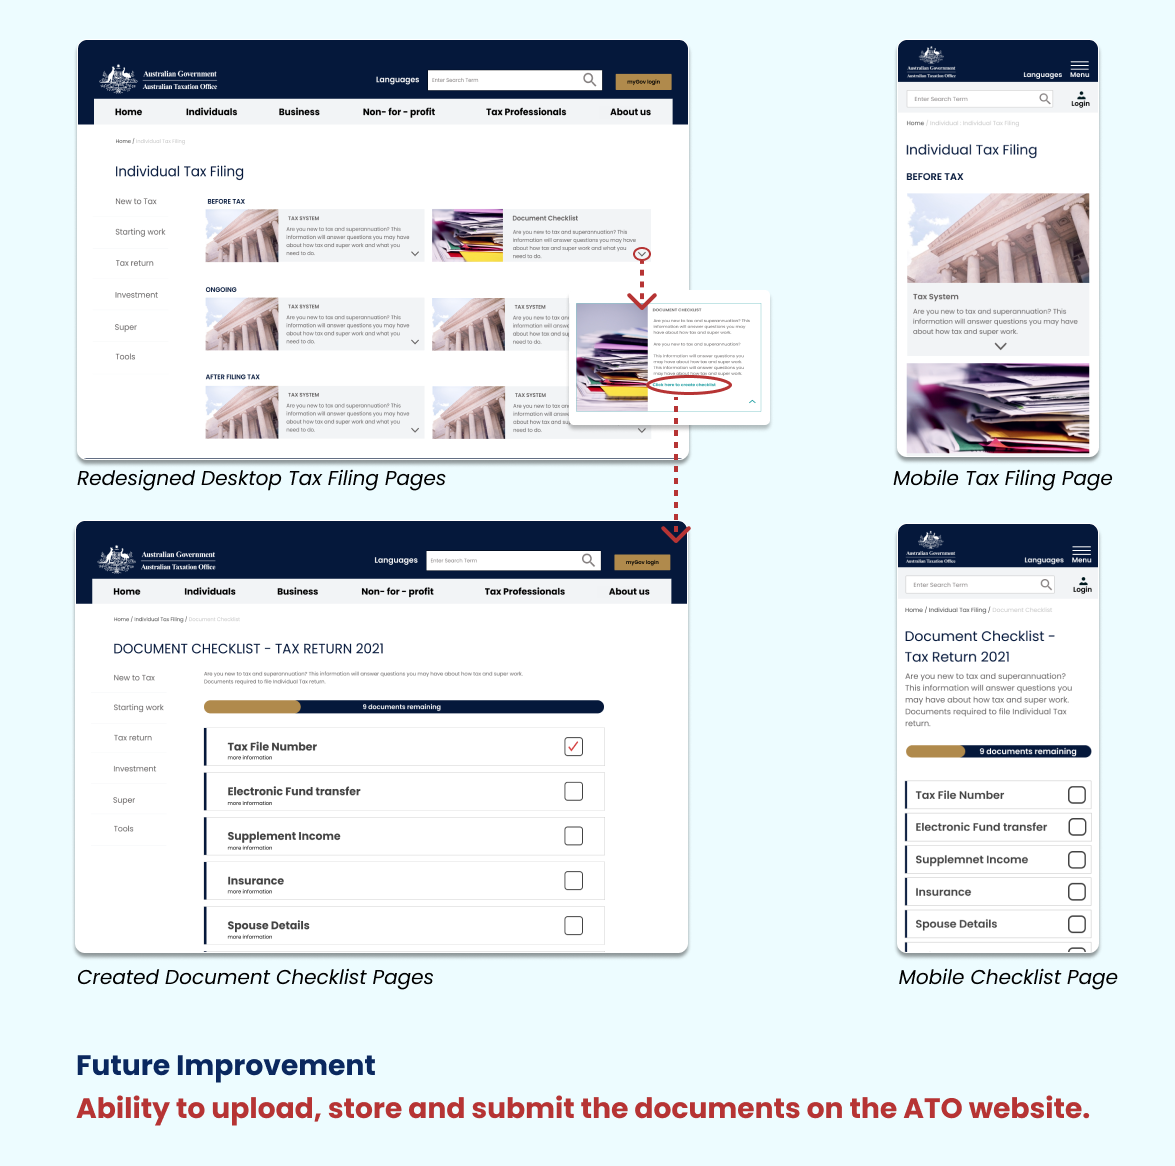 Australian Government
Australian Taxation Office
Languages
Enter Search Term
myGov login
Home Individuals Business Non- for - profit Tax Professionals About us
Home / Individual Tax Filing
Individual Tax Filing
New to Tax
Starting work
Tax return
Investment
Super
Tools
BEFORE TAX
TAX SYSTEM
Are you new to tax and superannuation? This
information will answer questions you may have
about how tax and super work and what you
need to do.
Document Checklist
Are you new to tax and superannuation? This
information will answer questions you may have
about how tax and super work and what you
need to do.
ONGOING
TAX SYSTEM
Are you new to tax and superannuation? This
information will answer questions you may have
about how tax and super work and what you
need to do.
TAX SYSTEM
Are you new to tax
information will ans
about how tax and
need to do.
DOCUMENT CHECKLIST
Are you new to tax and superannuation? This
information will answer questions you may
have about how tax and super work.
Are you new to tax and superannuation?
This information will answer questions you
may have about how tax and super work.
This information will answer questions you
may have about how tax and super work.
Click here to create checklist
AFTER FILING TAX
TAX SYSTEM
Are you new to tax and superannuation? This
information will answer questions you may have
about how tax and super work and what you
need to do.
TAX SYSTEM
Are you new to tax
information will answ
about how tax and super work and what you
need to do.
Redesigned Desktop Tax Filing Pages
Australian Government
Australian Taxation Office
Languages Menu
Enter Search Term
Login
Home / Individual : Individual Tax Filing
Individual Tax Filing
BEFORE TAX
Tax System
Are you new to tax and superannuation? This
information will answer questions you may have
about how tax and super work.
Mobile Tax Filing Page
Australian Government
Australian Taxation Office
Languages
Enter Search Term
myGov login
Home Individuals Business Non- for - profit Tax Professionals About us
Home / Individual Tax Filing / Document Checklist
DOCUMENT CHECKLIST - TAX RETURN 2021
New to Tax
Starting work
Tax return
Investment
Super
Tools
Are you new to tax and superannuation? This information will answer questions you may have about how tax and super work.
Documents required to file Individual Tax return.
9 documents remaining
Tax File Number
more information
Electronic Fund transfer
more information
Supplement Income
more information
Insurance
more information
Spouse Details
more information
Created Document Checklist Pages
Australian Government
Australian Taxation Office
Languages Menu
Enter Search Term
Login
Home / Individual Tax Filing / Document Checklist
Document Checklist -
Tax Return 2021
Are you new to tax and superannuation?
This information will answer questions you
may have about how tax and super work.
Documents required to file Individual Tax
return.
9 documents remaining
Tax File Number
Electronic Fund transfer
Supplemnet Income
Insurance
Spouse Details
Mobile Checklist Page
Future Improvement
Ability to upload, store and submit the documents on the ATO website.